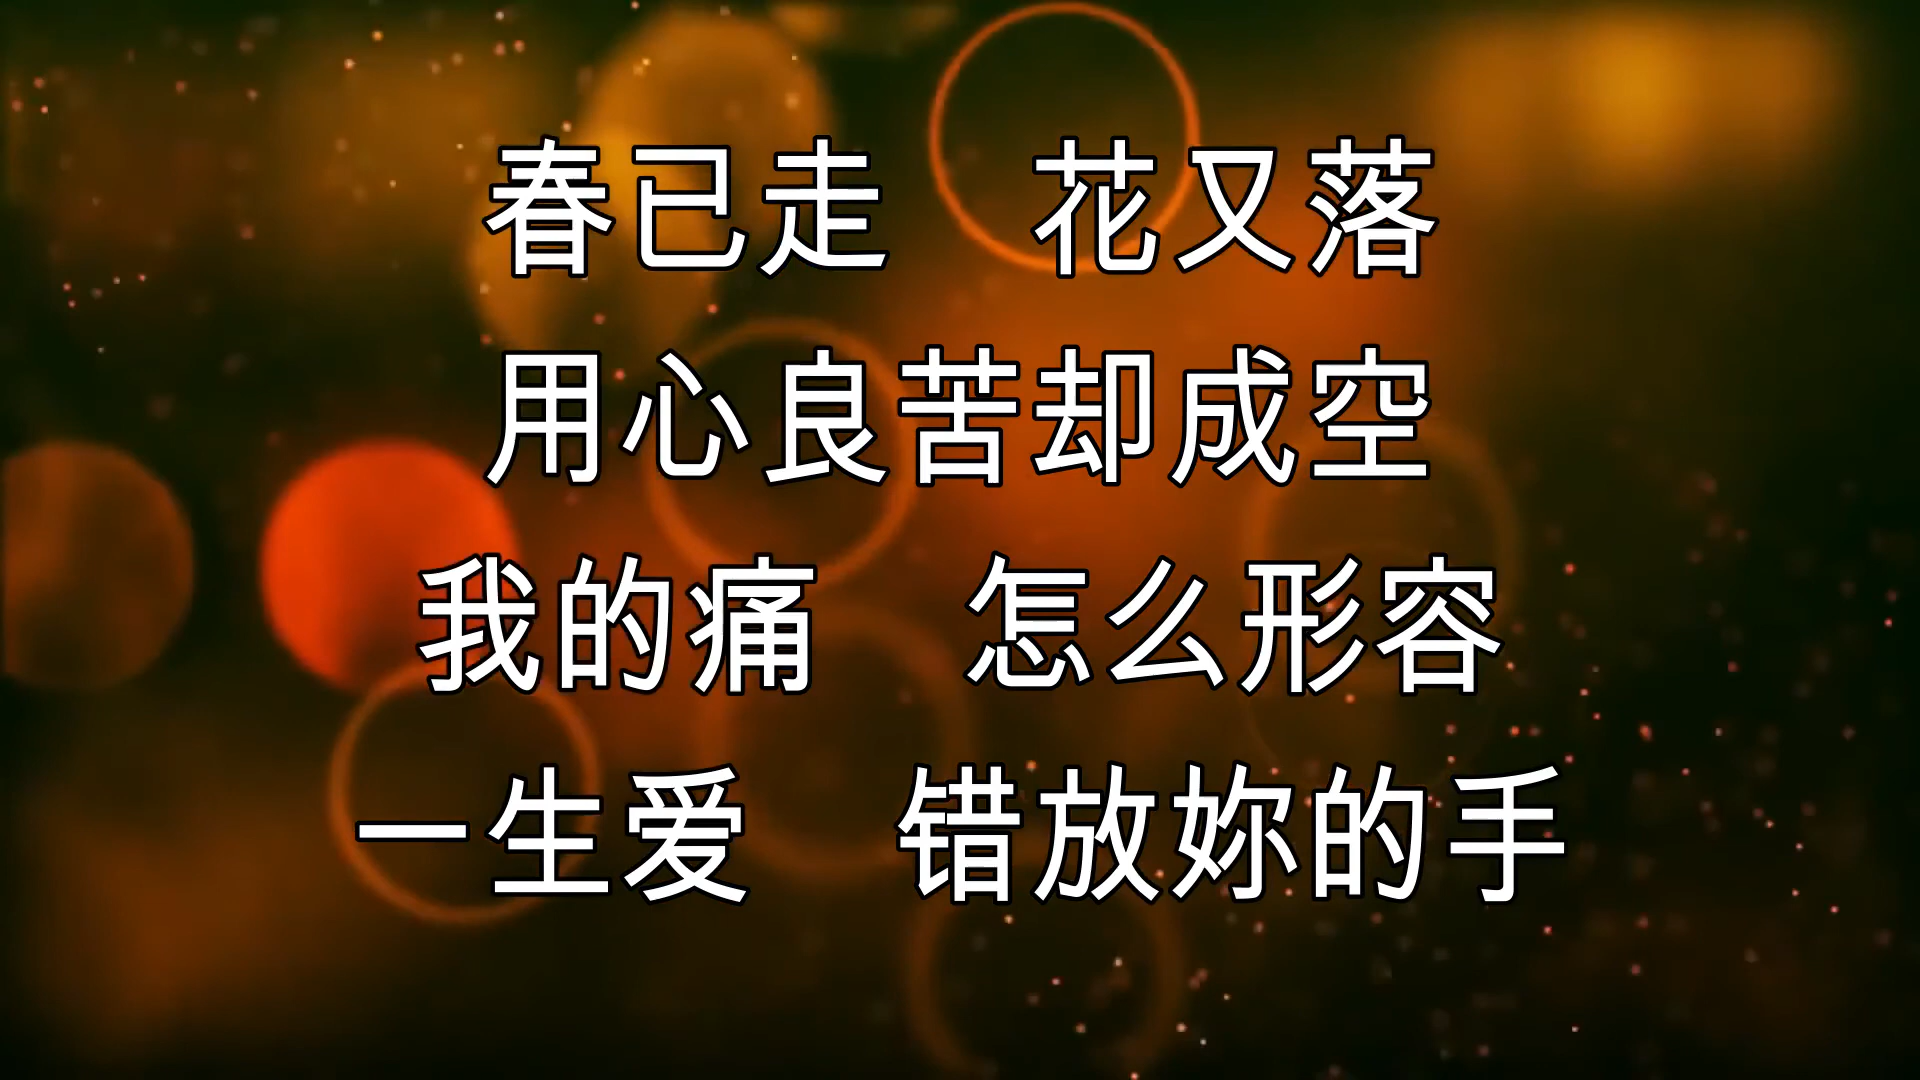 春已走　花又落
用心良苦却成空
我的痛　怎么形容
一生爱　错放妳的手